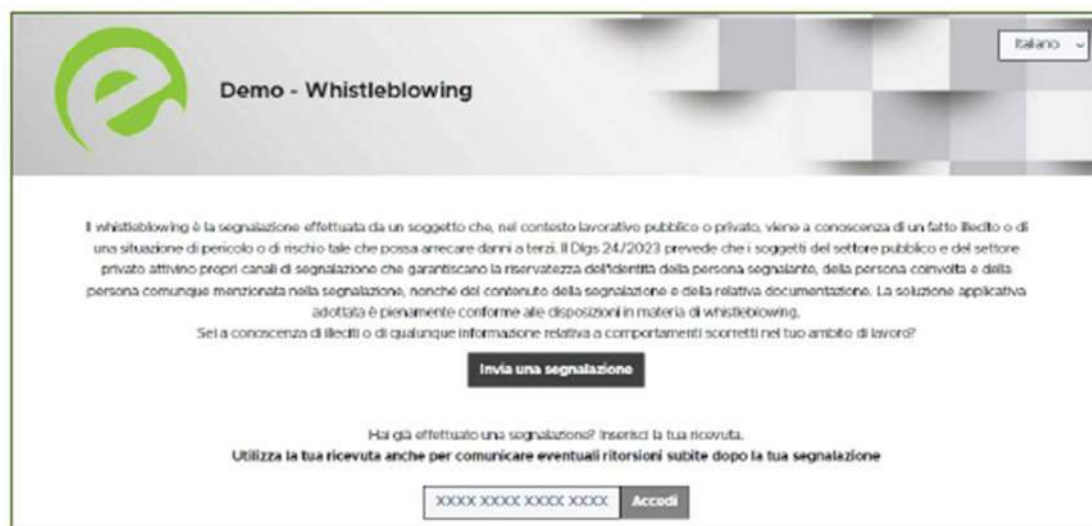 Italiano
Demo - Whistleblowing
Il whistleblowing è la segnalazione effettuata da un soggetto che, nel contesto lavorativo pubblico o privato, viene a conoscenza di un fatto illecito o di
una situazione di pericolo o di rischio tale che possa arrecare danni a terzi. Il Dlgs 24/2023 prevede che i soggetti del settore pubblico e del settore
privato attivino propri canali di segnalazione che garantiscano la riservatezza dell'identità della persona segnalante, della persona coinvolta e della
persona comunque menzionata nella segnalazione, nonché del contenuto della segnalazione e della relativa documentazione. La soluzione applicativa
adottata è pienamente conforme alle disposizioni in materia di whistleblowing.
Sei a conoscenza di illeciti o di qualunque informazione relativa a comportamenti scorretti nel tuo ambito di lavoro?
Invia una segnalazione
Hai già effettuato una segnalazione? Inserisci la tua ricevuta.
Utilizza la tua ricevuta anche per comunicare eventuali ritorsioni subite dopo la tua segnalazione
XXXX XXXX XXXX XXXX Accedi